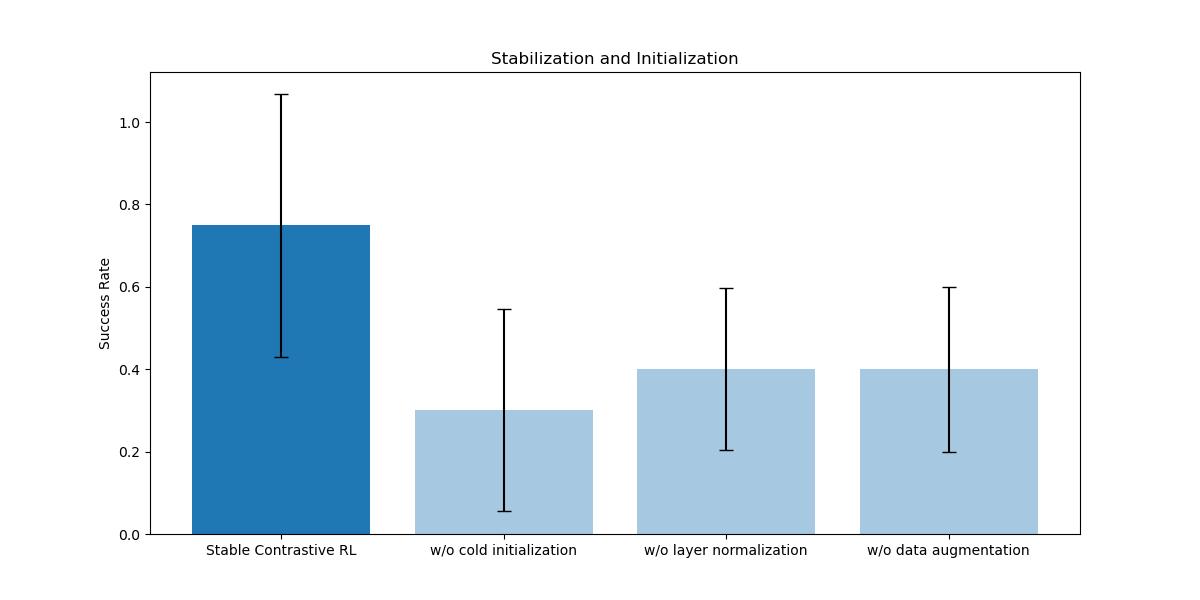 Stabilization and Initialization
Success Rate
1.0
0.8
0.6
0.4
0.2
0.0
Stable Contrastive RL
w/o cold initialization
w/o layer normalization
w/o data augmentation